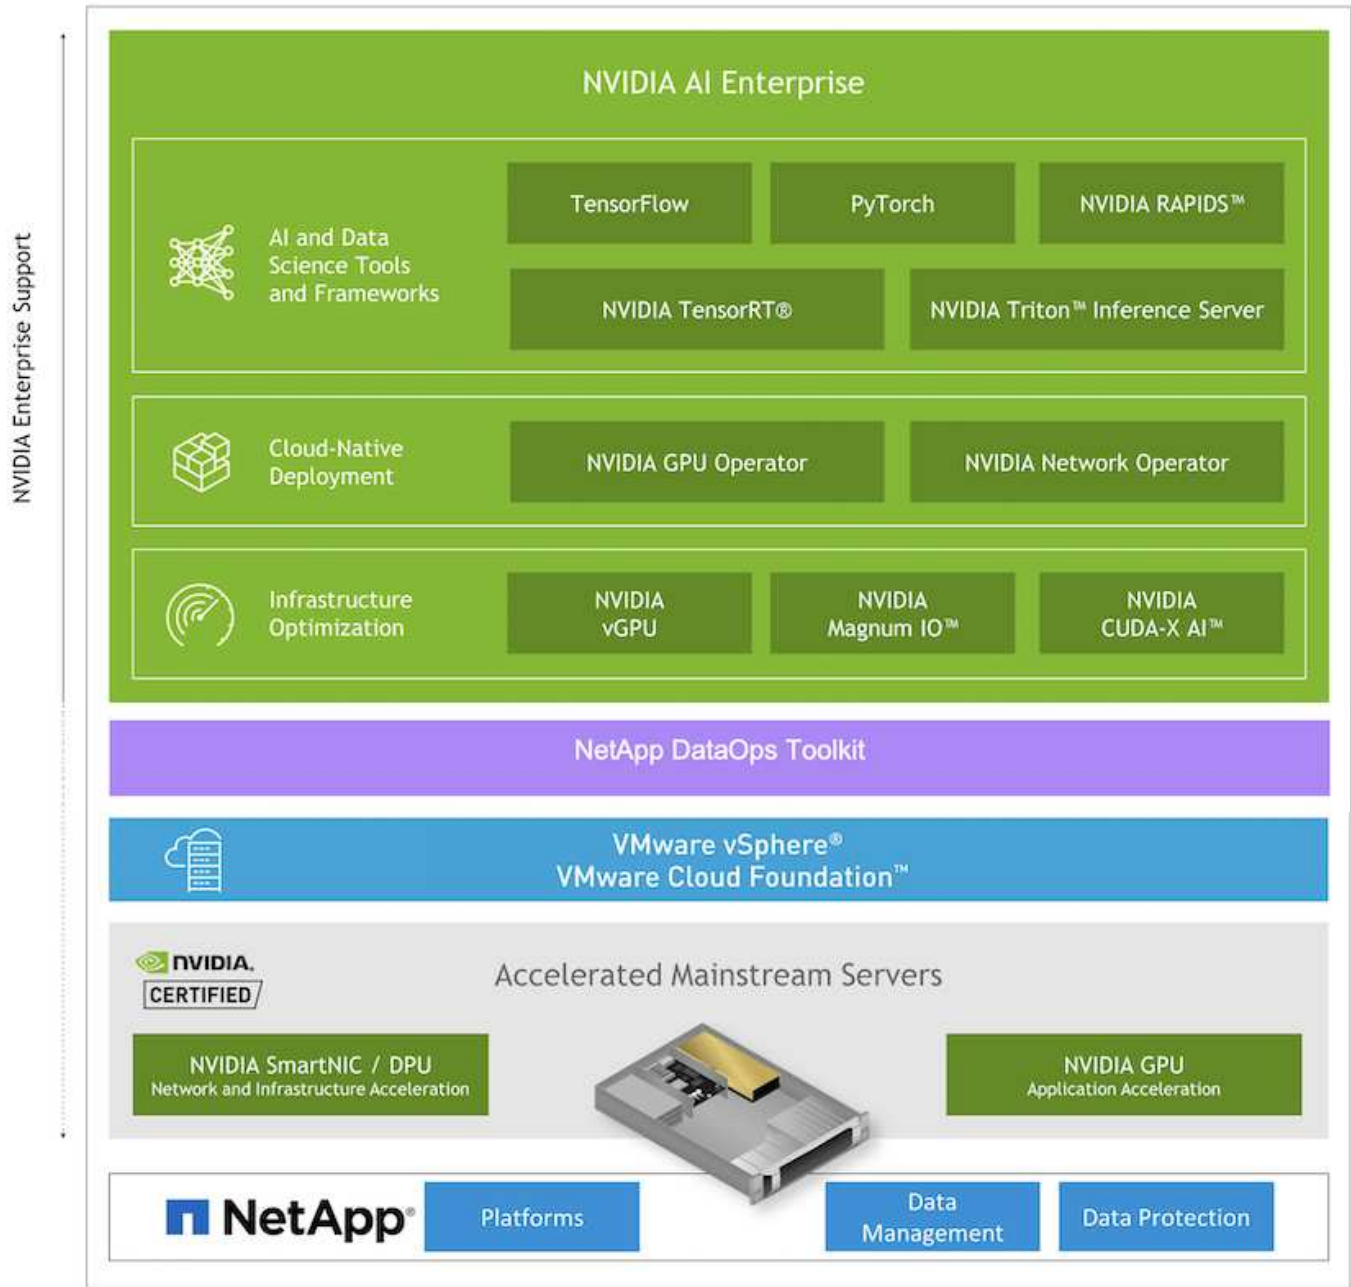 NVIDIA Enterprise Support
NVIDIA AI Enterprise
AI and Data
Science Tools
and Frameworks
TensorFlow
PyTorch
NVIDIA RAPIDS™
NVIDIA TensorRT®
NVIDIA Triton™ Inference Server
Cloud-Native
Deployment
NVIDIA GPU Operator
NVIDIA Network Operator
Infrastructure
Optimization
NVIDIA
vGPU
NVIDIA
Magnum IO™
NVIDIA
CUDA-X AI™
NetApp DataOps Toolkit
VMware vSphere®
VMware Cloud Foundation™
NVIDIA.
CERTIFIED
Accelerated Mainstream Servers
NVIDIA SmartNIC / DPU
Network and Infrastructure Acceleration
NVIDIA GPU
Application Acceleration
NetApp®
Platforms
Data
Management
Data Protection